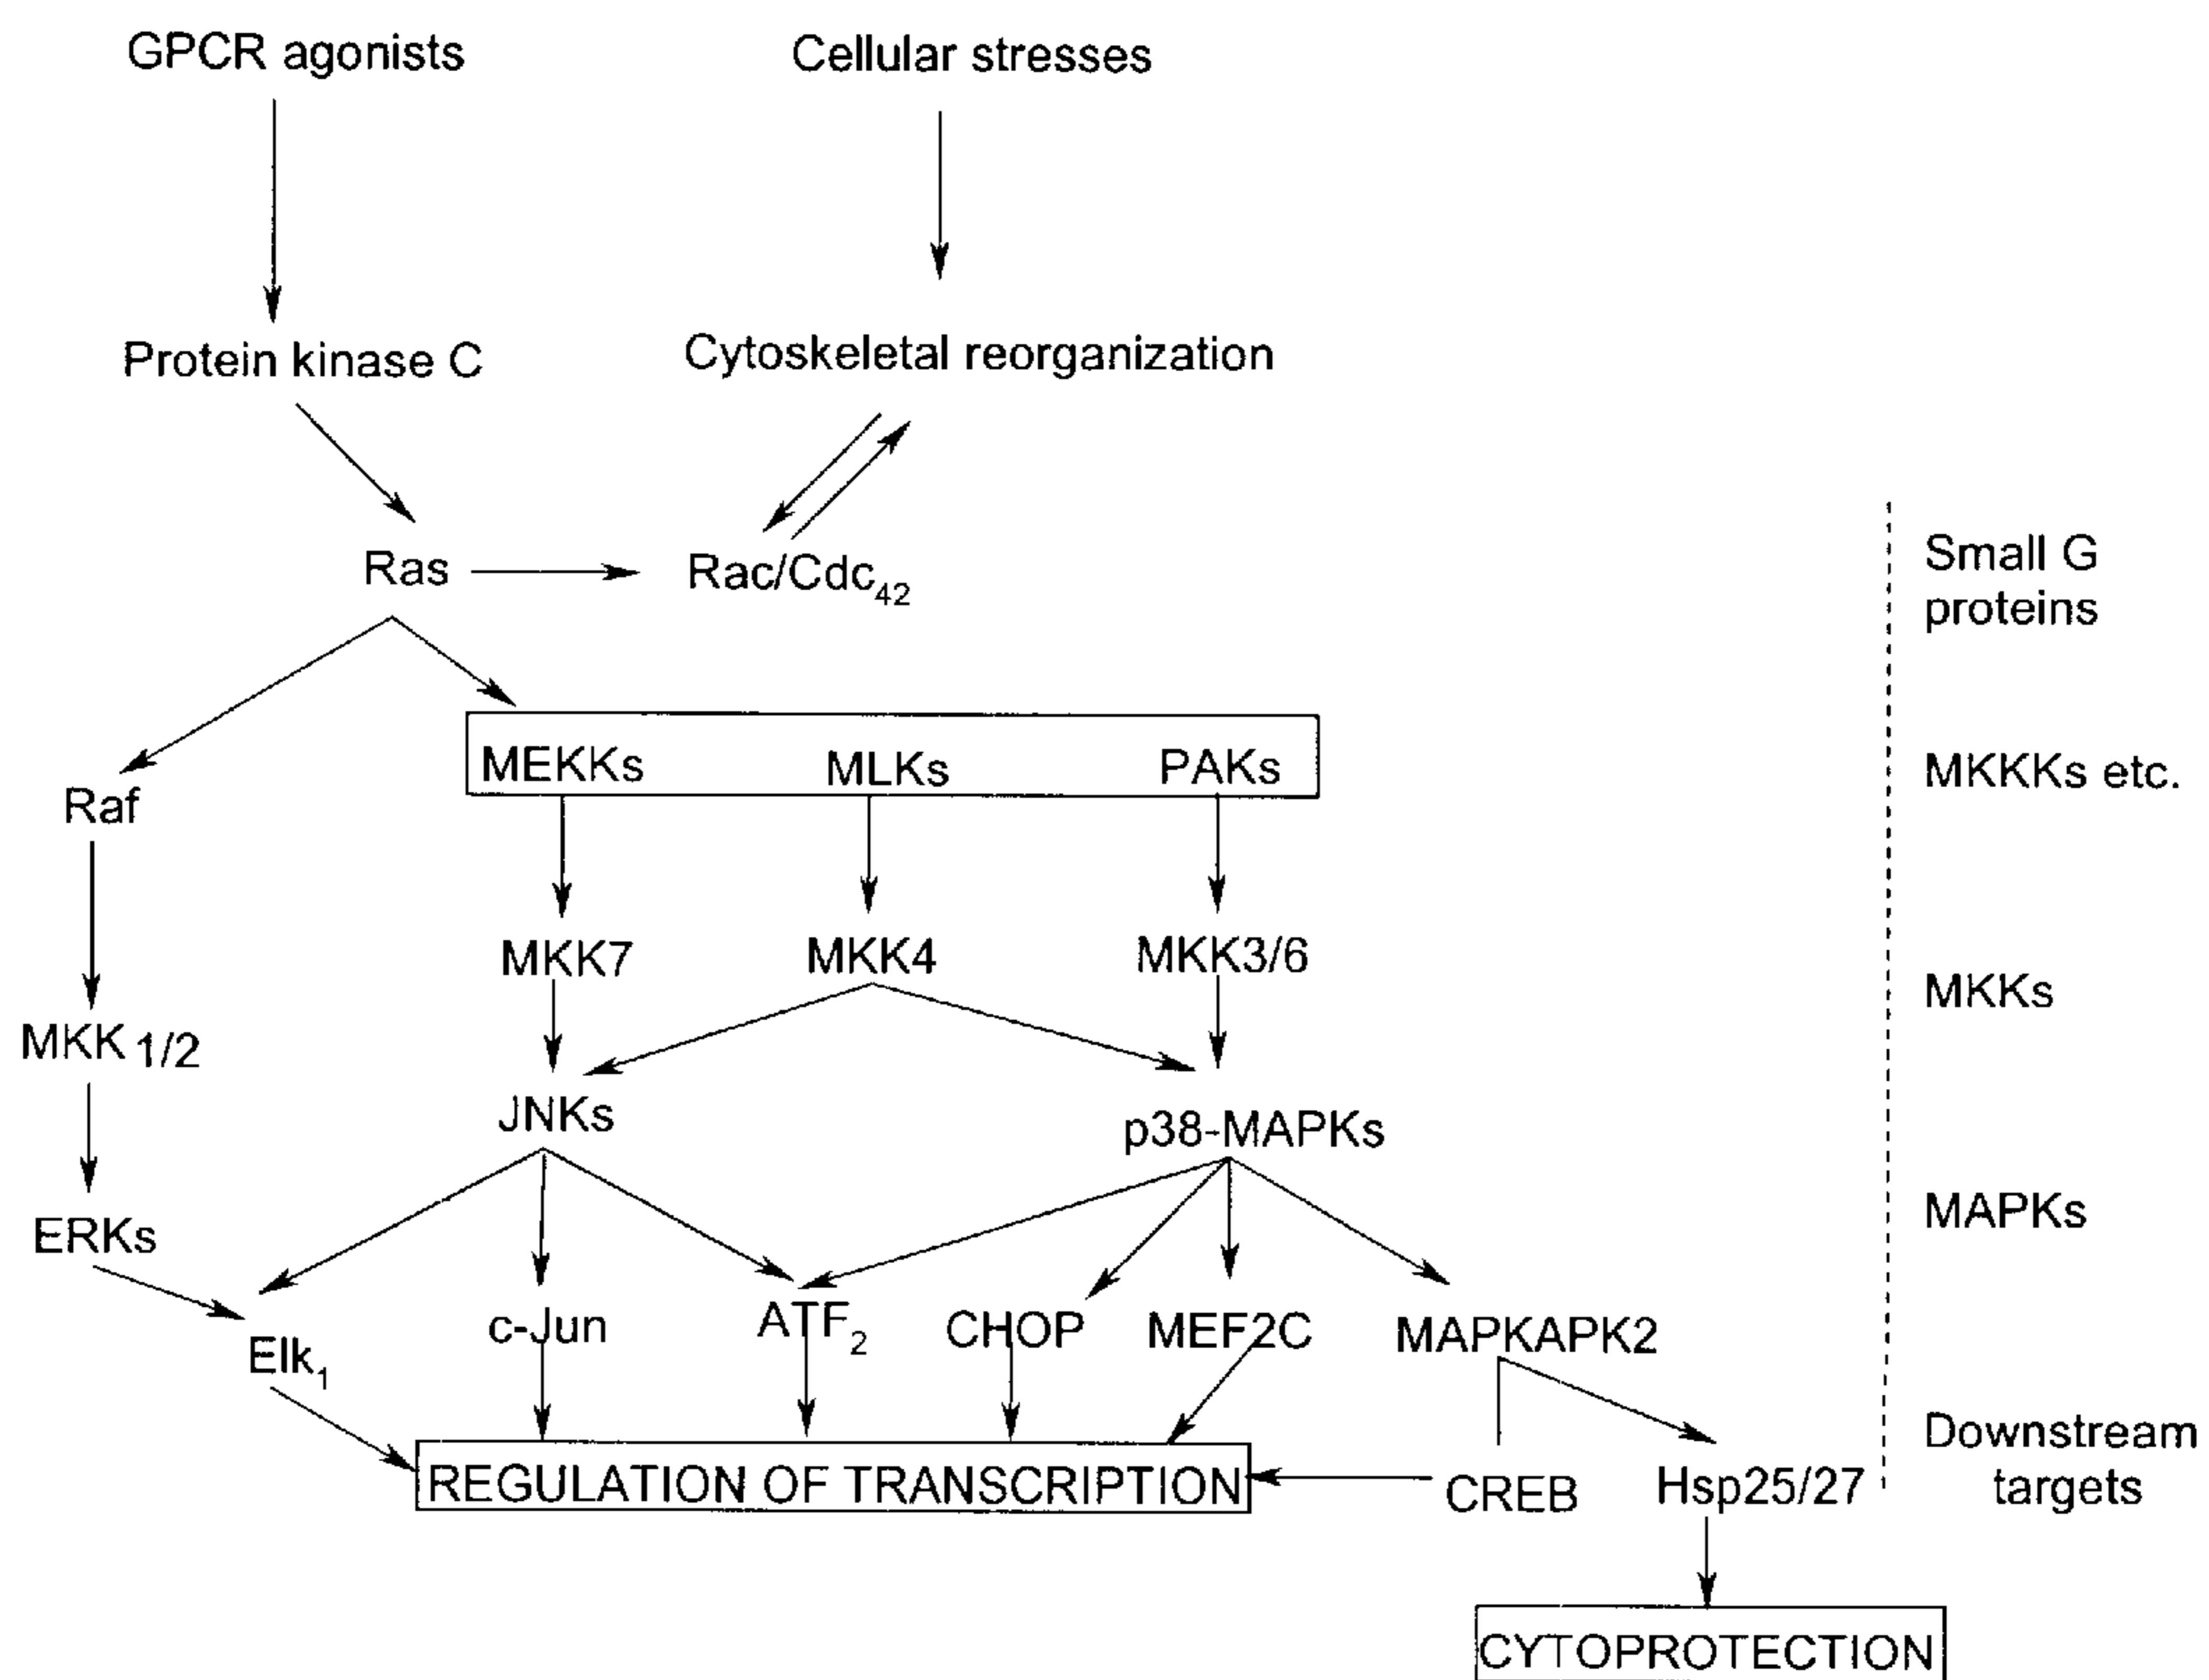 GPCR agonists
Cellular stresses
Protein kinase C
Cytoskeletal reorganization
Ras
Rac/Cdc42
Small G
proteins
MEKKs
MLKs
PAKs
MKKKs etc.
Raf
MKK7
MKK4
MKK3/6
MKKs
MKK 1/2
JNKs
p38-MAPKs
MAPKs
ERKs
Elk1
c-Jun
ATF2
CHOP
MEF2C
MAPKAPK2
Downstream
targets
REGULATION OF TRANSCRIPTION
CREB
Hsp25/27
CYTOPROTECTION